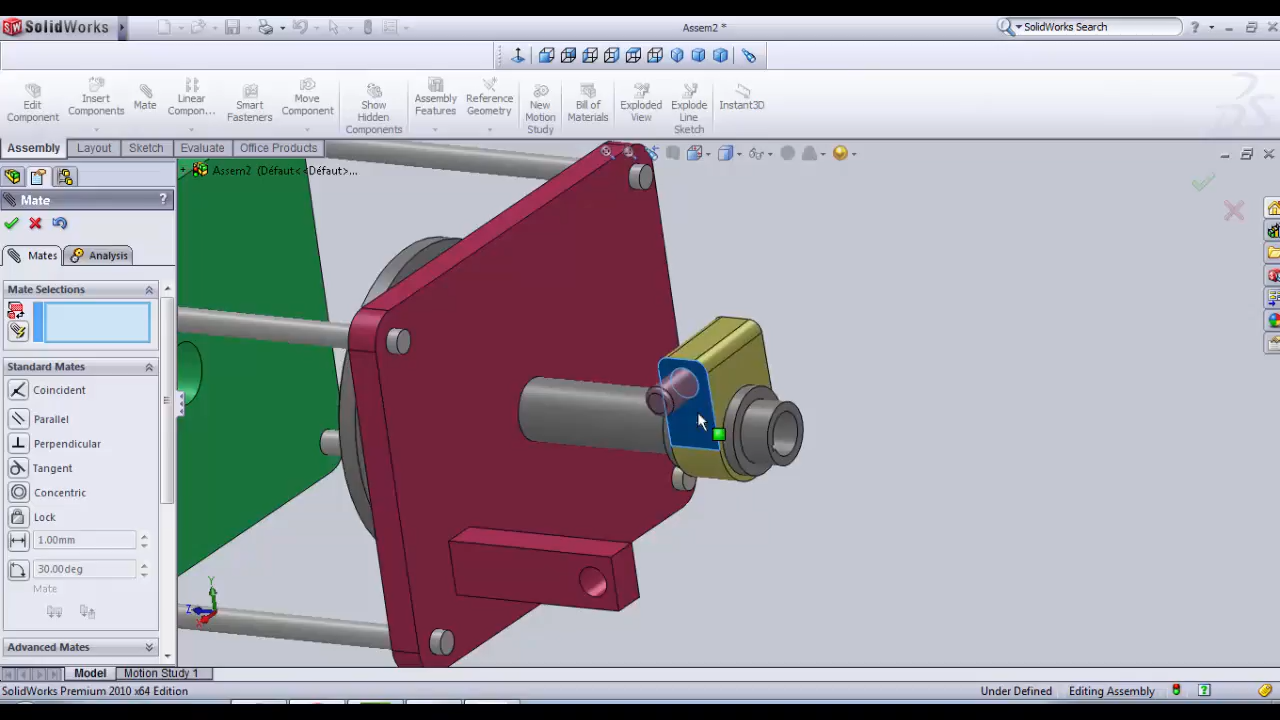 SolidWorks
Assem2 *
SolidWorks Search
?
Edit Component
Insert Components
Mate
Linear Compon...
Smart Fasteners
Move Component
Show Hidden Components
Assembly Features
Reference Geometry
New Motion Study
Bill of Materials
Exploded View
Explode Line Sketch
Instant3D
Assembly
Layout
Sketch
Evaluate
Office Products
Assem2 (Défaut<<Défaut>...
Mate
?
Mates
Analysis
Mate Selections
Standard Mates
Coincident
Parallel
Perpendicular
Tangent
Concentric
Lock
1.00mm
30.00deg
Mate
Advanced Mates
Y
Z
X
Model
Motion Study 1
SolidWorks Premium 2010 x64 Edition
Under Defined
Editing Assembly
?